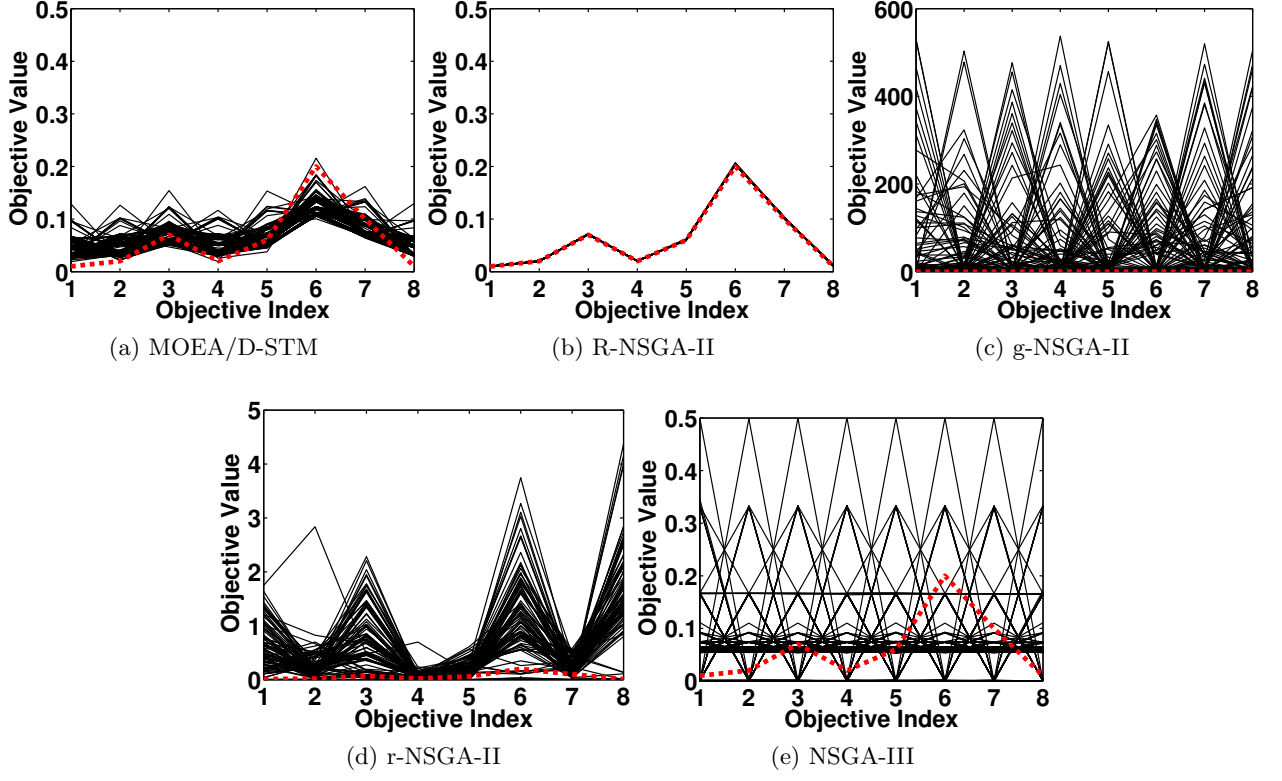 0.5
0.4
0.3
0.2
0.1
0
Objective Value
1 2 3 4 5 6 7 8
Objective Index
(a) MOEA/D-STM
0.5
0.4
0.3
0.2
0.1
0
Objective Value
1 2 3 4 5 6 7 8
Objective Index
(b) R-NSGA-II
600
400
200
0
Objective Value
1 2 3 4 5 6 7 8
Objective Index
(c) g-NSGA-II
5
4
3
2
1
0
Objective Value
1 2 3 4 5 6 7 8
Objective Index
(d) r-NSGA-II
0.5
0.4
0.3
0.2
0.1
0
Objective Value
1 2 3 4 5 6 7 8
Objective Index
(e) NSGA-III